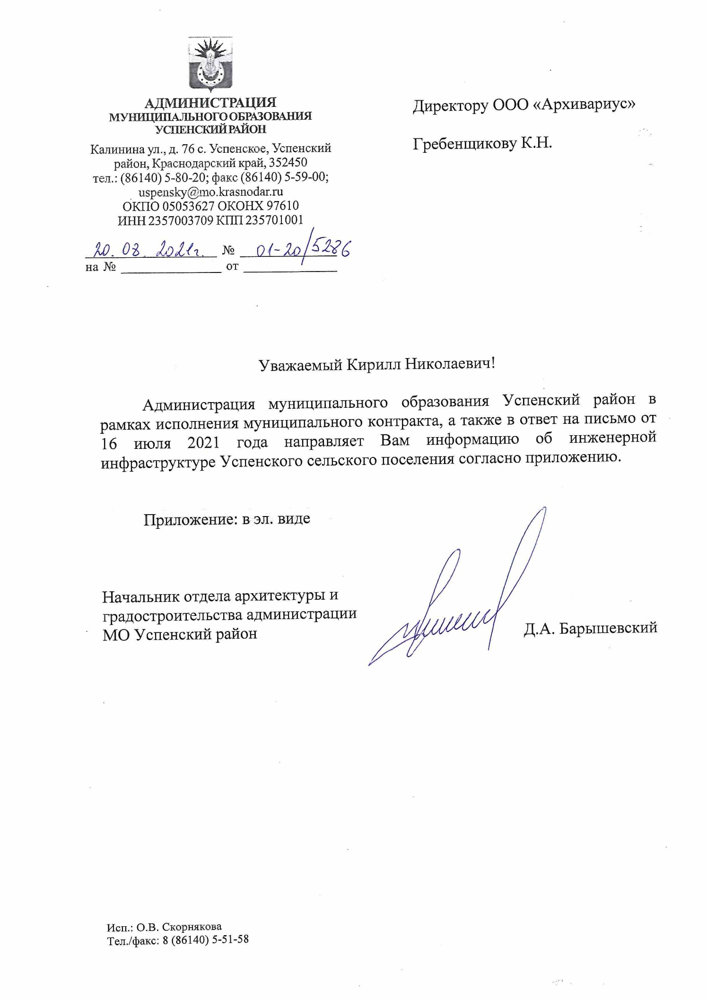 АДМИНИСТРАЦИЯ
МУНИЦИПАЛЬНОГО ОБРАЗОВАНИЯ
УСПЕНСКИЙ РАЙОН
Калинина ул., д. 76 с. Успенское, Успенский
район, Краснодарский край, 352450
тел.: (86140) 5-80-20; факс (86140) 5-59-00;
uspensky@mo.krasnodar.ru
ОКПО 05053627 ОКОНХ 97610
ИНН 2357003709 КПП 235701001
20.08.2021г. № 01-20/5286
на № от
Директору ООО «Архивариус»
Гребенщикову К.Н.
Уважаемый Кирилл Николаевич!
Администрация муниципального образования Успенский район в
рамках исполнения муниципального контракта, а также в ответ на письмо от
16 июля 2021 года направляет Вам информацию об инженерной
инфраструктуре Успенского сельского поселения согласно приложению.
Приложение: в эл. виде
Начальник отдела архитектуры и
градостроительства администрации
МО Успенский район
Д.А. Барышевский
Исп.: О.В. Скорнякова
Тел./факс: 8 (86140) 5-51-58